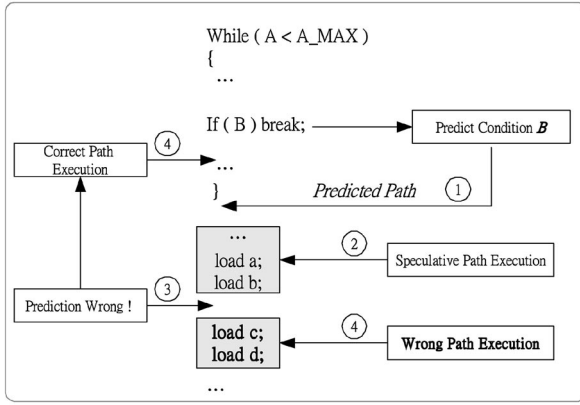 While ( A < A_MAX )
{
...
If ( B ) break;
Predict Condition B
Correct Path
Execution
4
...
}
Predicted Path
1
...
load a;
load b;
2
Speculative Path Execution
Prediction Wrong !
3
load c;
load d;
4
Wrong Path Execution
...